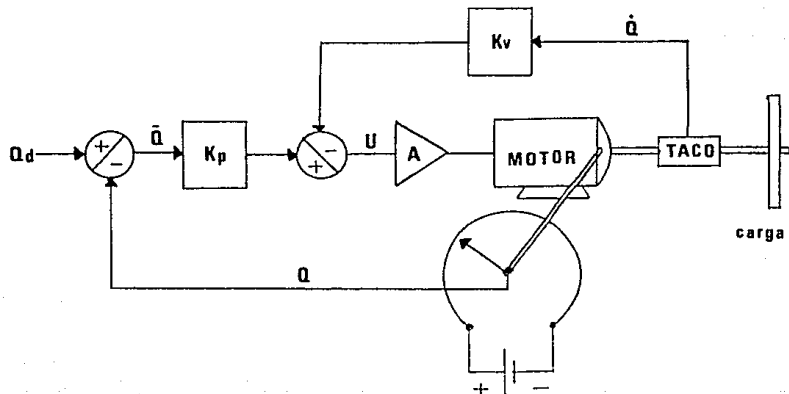 Q̇
Kv
Qd
+
-
Q̃
Kp
-
+
U
A
MOTOR
TACO
carga
Q
+
-